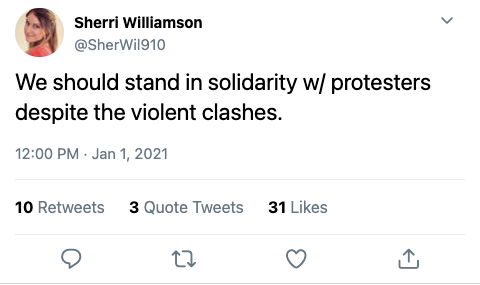 Sherri Williamson
@SherWil910
We should stand in solidarity w/ protesters
despite the violent clashes.
12:00 PM · Jan 1, 2021
10 Retweets 3 Quote Tweets 31 Likes